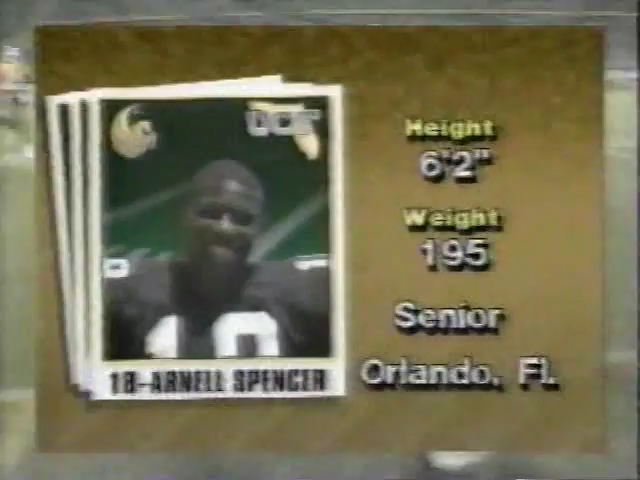 UCF
18-ARNELL SPENCER
Height
6'2"
Weight
195
Senior
Orlando, Fl.